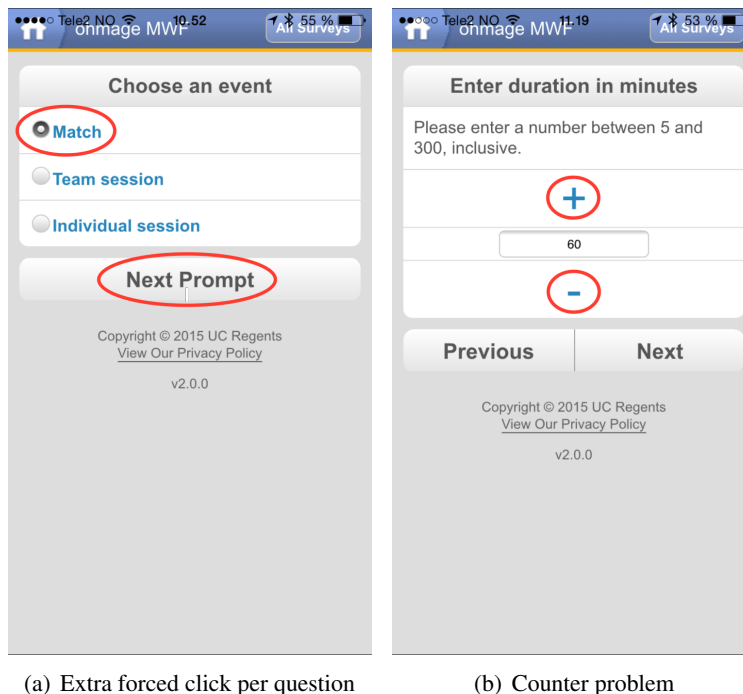 Tele2 NO 10.52 55 %
onmage MWF All Surveys
Choose an event
Match
Team session
Individual session
Next Prompt
Copyright © 2015 UC Regents
View Our Privacy Policy
v2.0.0
(a) Extra forced click per question
Tele2 NO 11.19 53 %
onmage MWF All Surveys
Enter duration in minutes
Please enter a number between 5 and
300, inclusive.
+
60
-
Previous Next
Copyright © 2015 UC Regents
View Our Privacy Policy
v2.0.0
(b) Counter problem